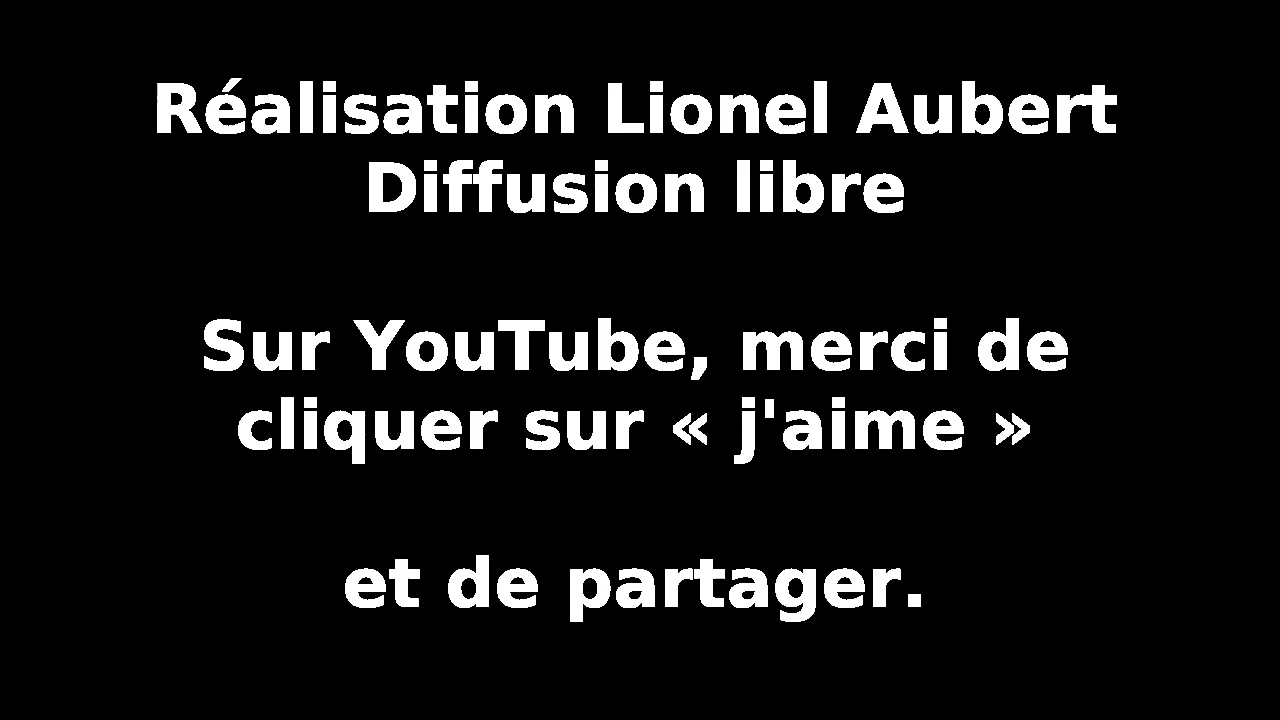 Réalisation Lionel Aubert
Diffusion libre
Sur YouTube, merci de
cliquer sur « j'aime »
et de partager.